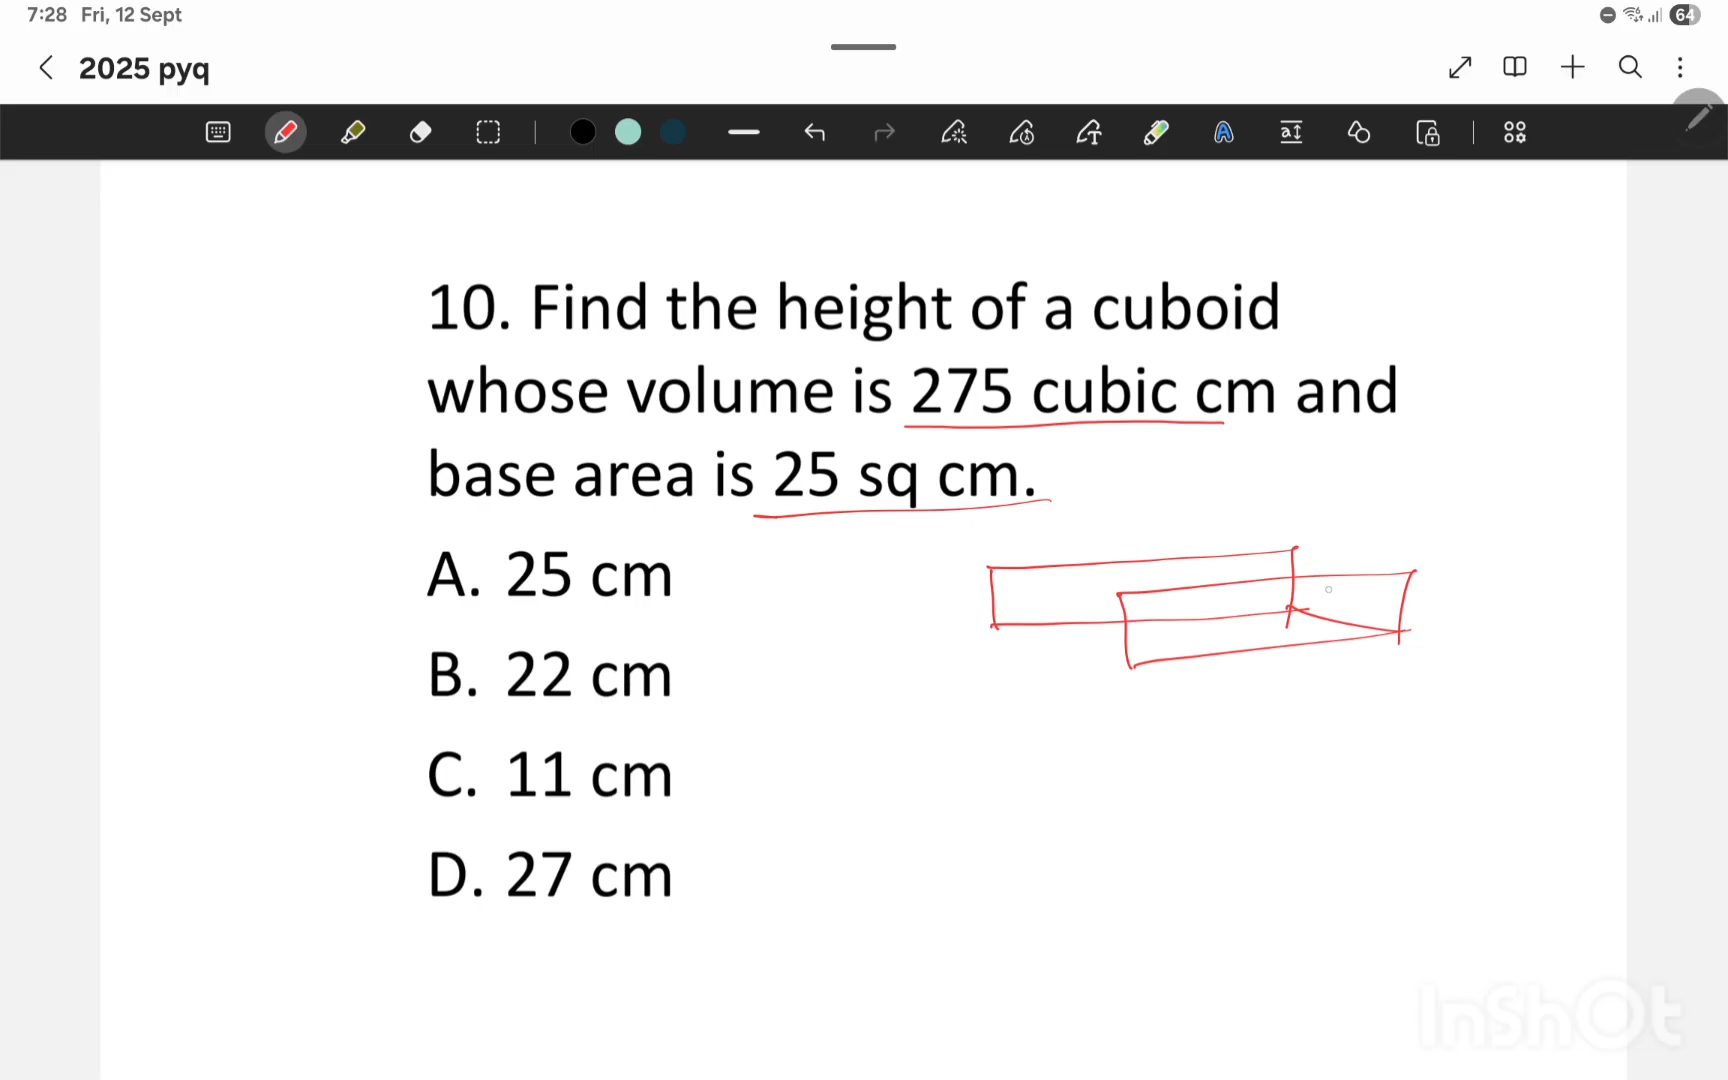 7:28 Fri, 12 Sept
64
2025 pyq
10. Find the height of a cuboid
whose volume is 275 cubic cm and
base area is 25 sq cm.
A. 25 cm
B. 22 cm
C. 11 cm
D. 27 cm
InShOt